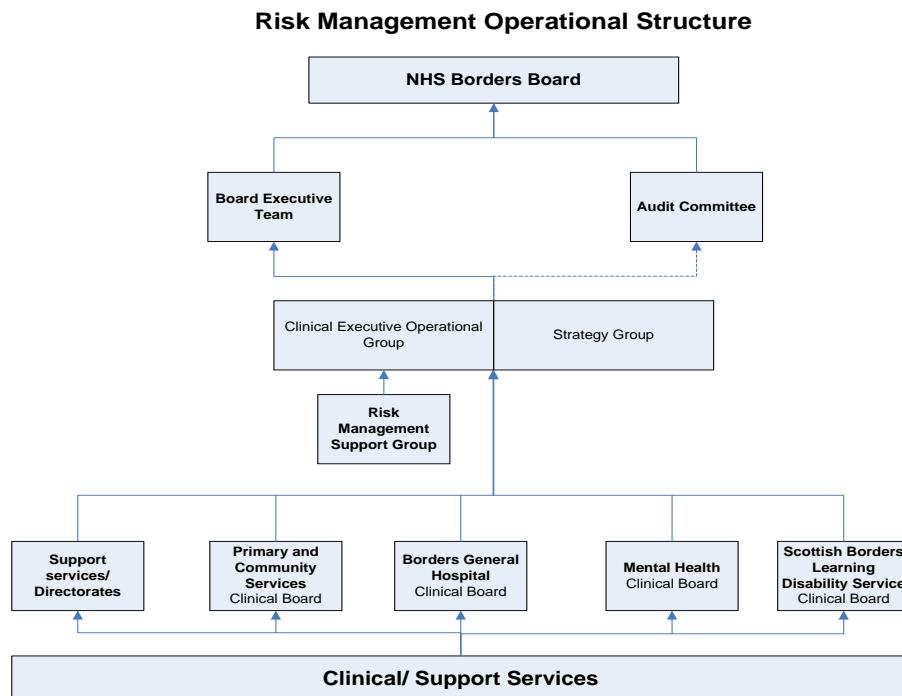 Risk Management Operational Structure
NHS Borders Board
Board Executive
Team
Audit Committee
Clinical Executive Operational
Group
Strategy Group
Risk
Management
Support Group
Support
services/
Directorates
Primary and
Community
Services
Clinical Board
Borders General
Hospital
Clinical Board
Mental Health
Clinical Board
Scottish Borders
Learning
Disability Service
Clinical Board
Clinical/ Support Services